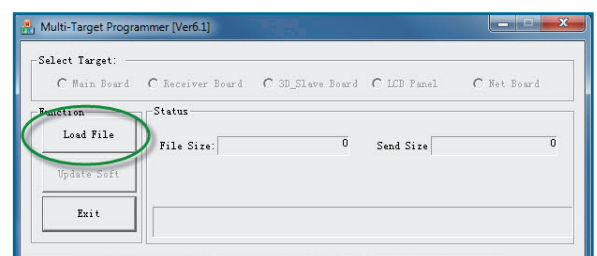 Multi-Target Programmer [Ver6.1]
Select Target:
Main Board Receiver Board 3D_Slave Board LCD Panel Net Board
Function
Status
Load File
File Size: 0 Send Size 0
Update Soft
Exit